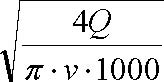 √(4Q / (π · v · 1000))